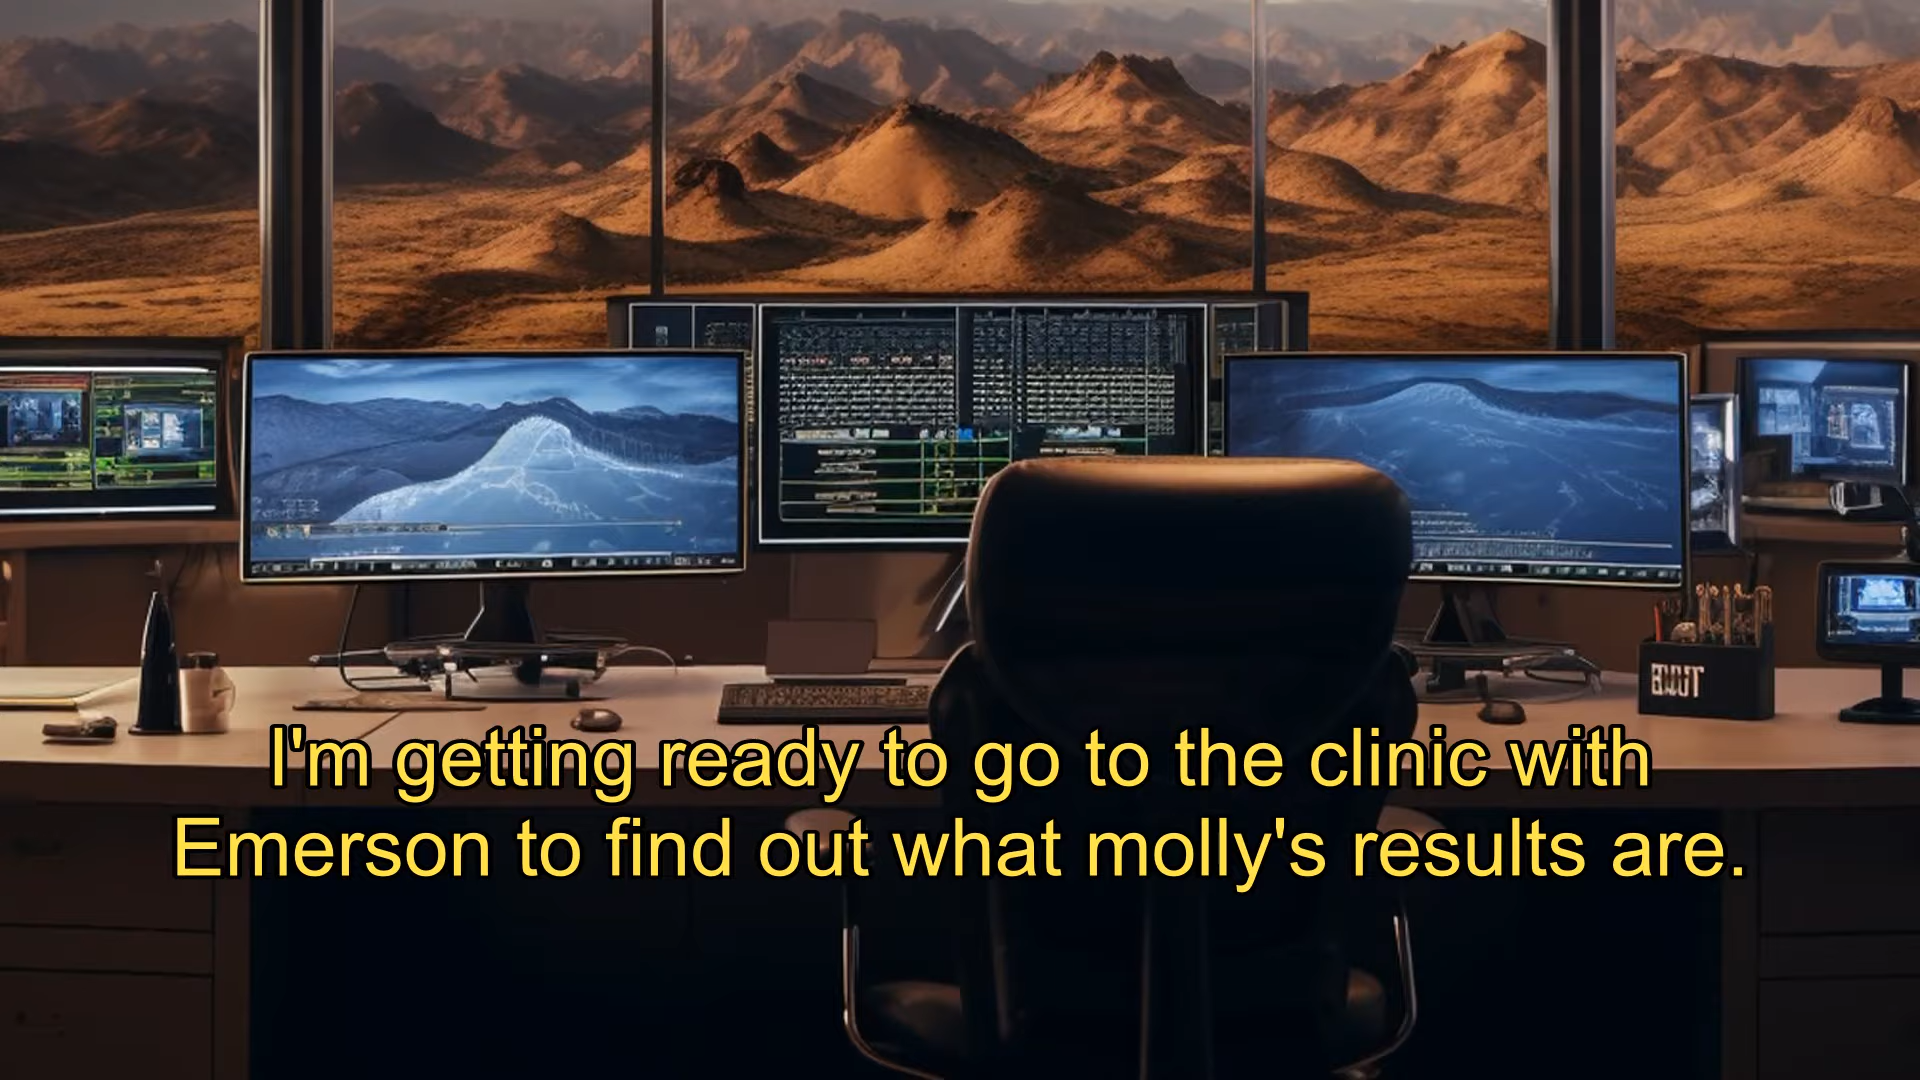 I'm getting ready to go to the clinic with
Emerson to find out what molly's results are.